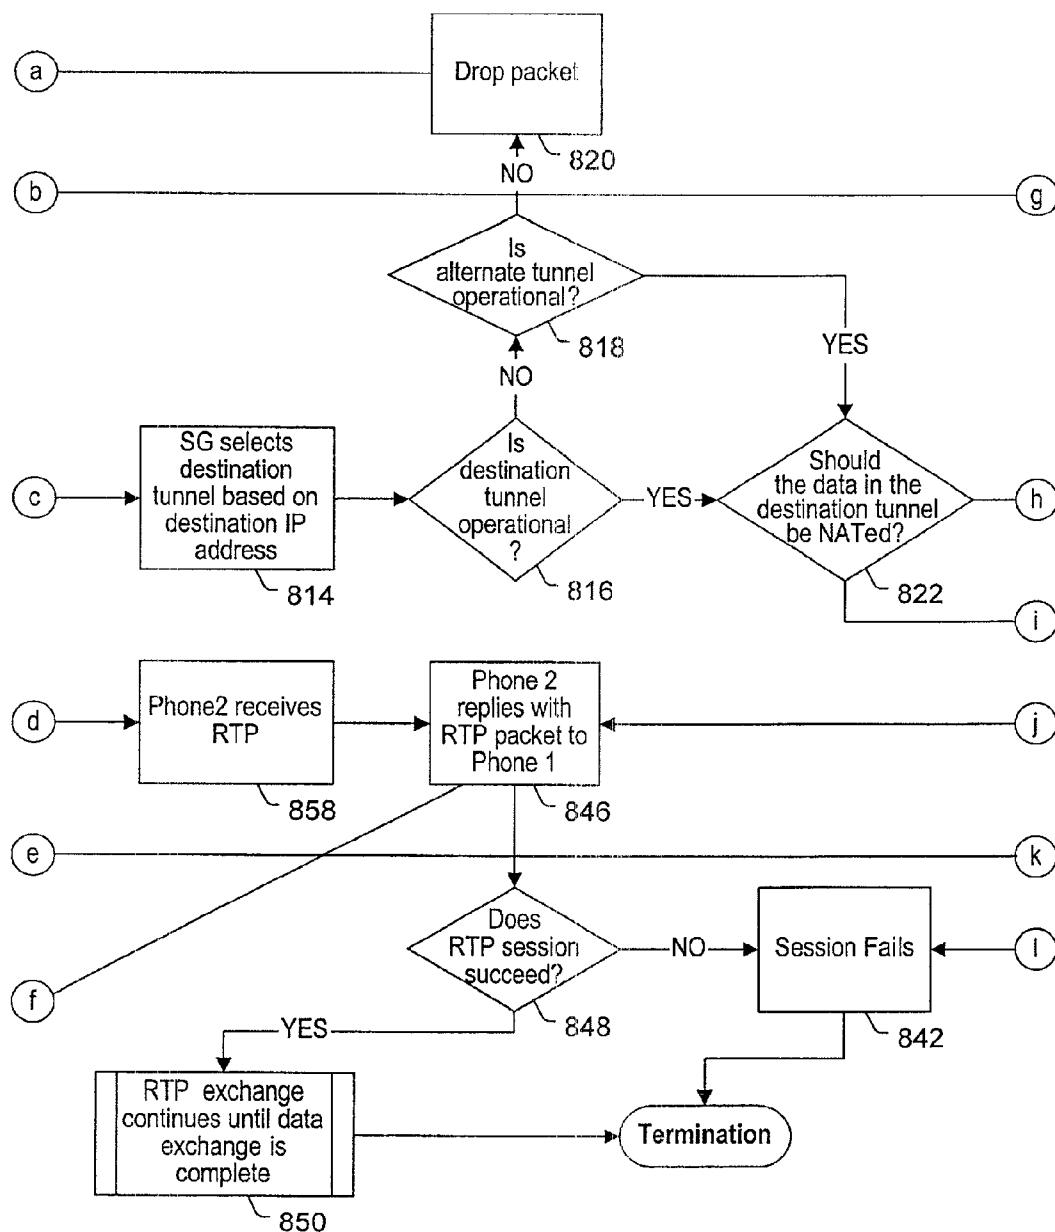 a
Drop packet
820
NO
b
g
Is
alternate tunnel
operational?
818
YES
NO
c
SG selects
destination
tunnel based on
destination IP
address
814
Is
destination
tunnel
operational
?
816
YES
Should
the data in the
destination tunnel
be NATed?
822
h
i
d
Phone2 receives
RTP
858
Phone 2
replies with
RTP packet to
Phone 1
846
j
e
k
Does
RTP session
succeed?
848
NO
Session Fails
842
l
f
YES
RTP exchange
continues until data
exchange is
complete
850
Termination